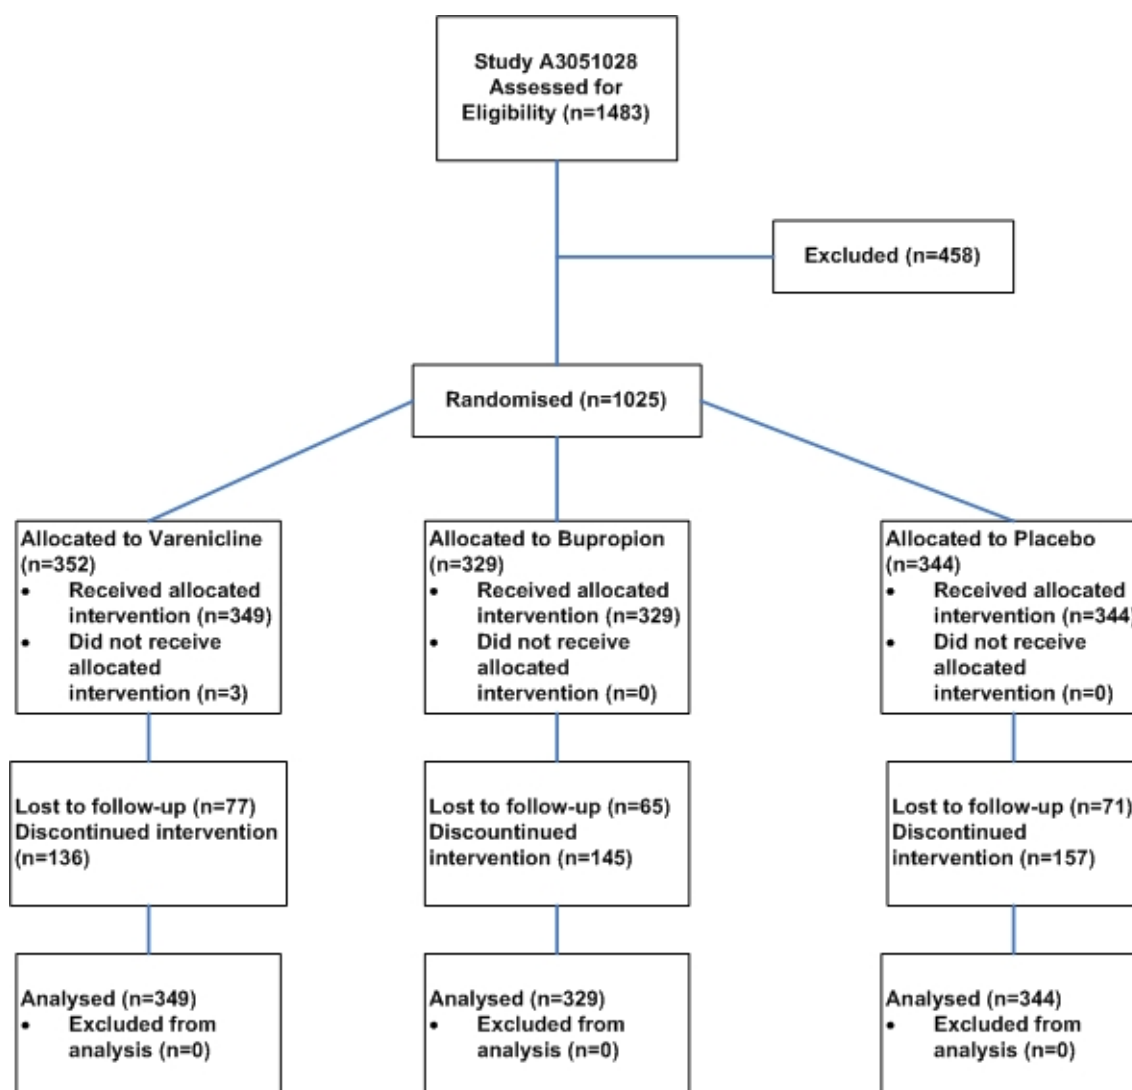 Study A3051028
Assessed for
Eligibility (n=1483)
Excluded (n=458)
Randomised (n=1025)
Allocated to Varenicline
(n=352)
• Received allocated
intervention (n=349)
• Did not receive
allocated
intervention (n=3)
Allocated to Bupropion
(n=329)
• Received allocated
intervention (n=329)
• Did not receive
allocated
intervention (n=0)
Allocated to Placebo
(n=344)
• Received allocated
intervention (n=344)
• Did not receive
allocated
intervention (n=0)
Lost to follow-up (n=77)
Discontinued intervention
(n=136)
Lost to follow-up (n=65)
Discountinued
intervention (n=145)
Lost to follow-up (n=71)
Discontinued
intervention (n=157)
Analysed (n=349)
• Excluded from
analysis (n=0)
Analysed (n=329)
• Excluded from
analysis (n=0)
Analysed (n=344)
• Excluded from
analysis (n=0)